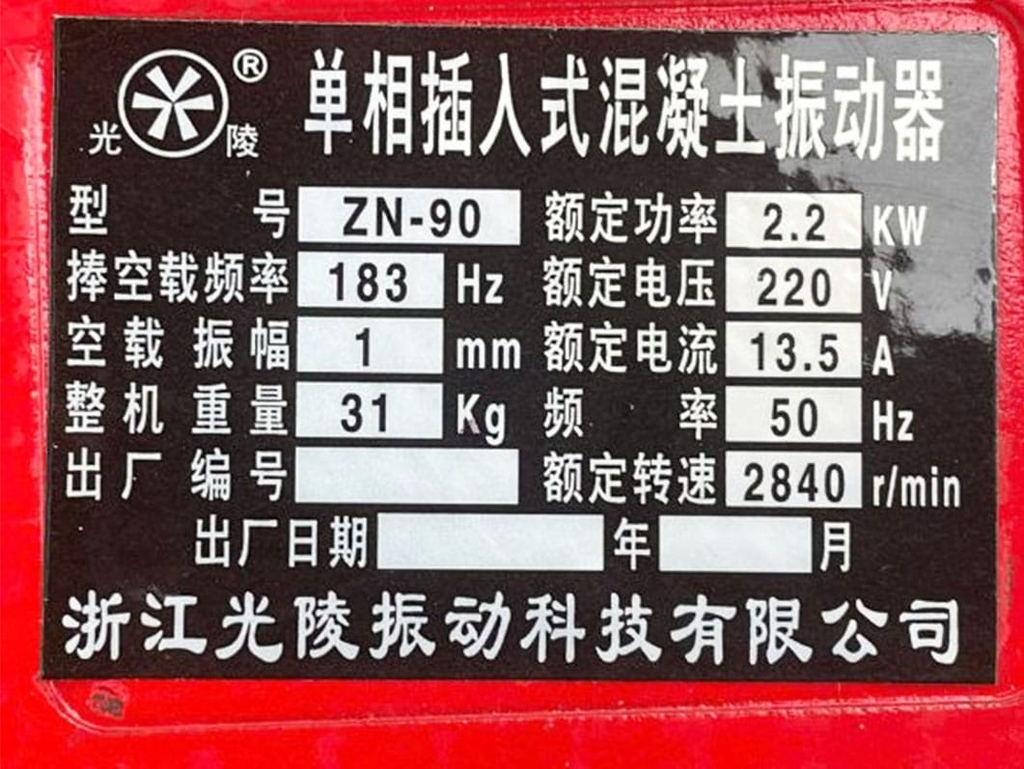 光 陵 ® 单相插入式混凝土振动器
型 号 ZN-90 额定功率 2.2 KW
捧空载频率 183 Hz 额定电压 220 V
空载振幅 1 mm 额定电流 13.5 A
整机重量 31 Kg 频 率 50 Hz
出厂编号 额定转速 2840 r/min
出厂日期 年 月
浙江光陵振动科技有限公司